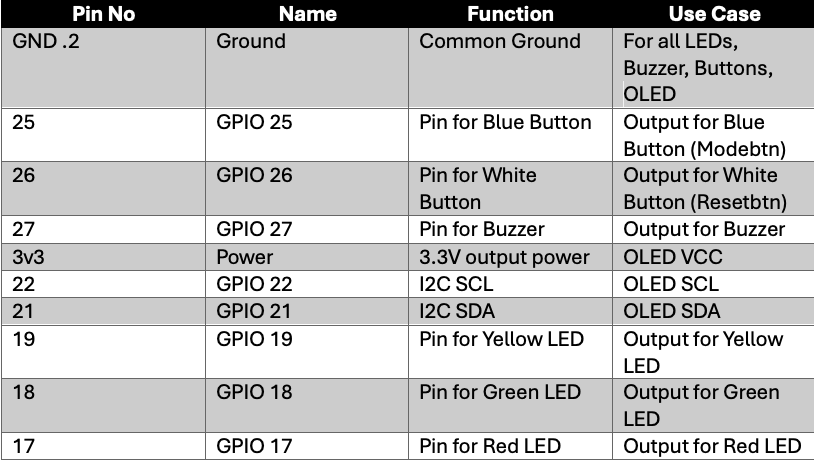 Pin No Name Function Use Case
GND .2 Ground Common Ground For all LEDs,
Buzzer, Buttons,
OLED
25 GPIO 25 Pin for Blue Button Output for Blue
Button (Modebtn)
26 GPIO 26 Pin for White Output for White
Button Button (Resetbtn)
27 GPIO 27 Pin for Buzzer Output for Buzzer
3v3 Power 3.3V output power OLED VCC
22 GPIO 22 I2C SCL OLED SCL
21 GPIO 21 I2C SDA OLED SDA
19 GPIO 19 Pin for Yellow LED Output for Yellow
LED
18 GPIO 18 Pin for Green LED Output for Green
LED
17 GPIO 17 Pin for Red LED Output for Red LED